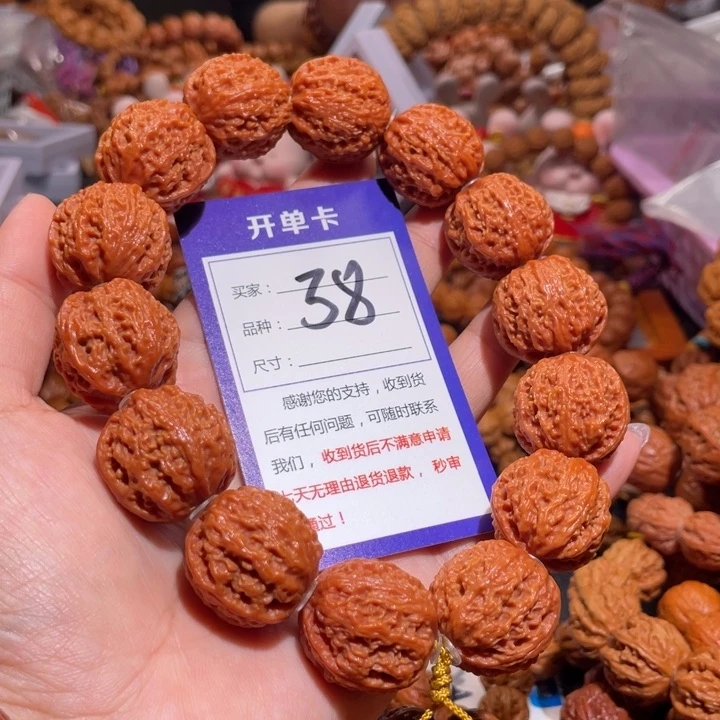 开单卡
买家：
38
品种：
尺寸：
感谢您的支持，收到货
后有任何问题，可随时联系
我们，收到货后不满意申请
七天无理由退货退款，秒审
通过！